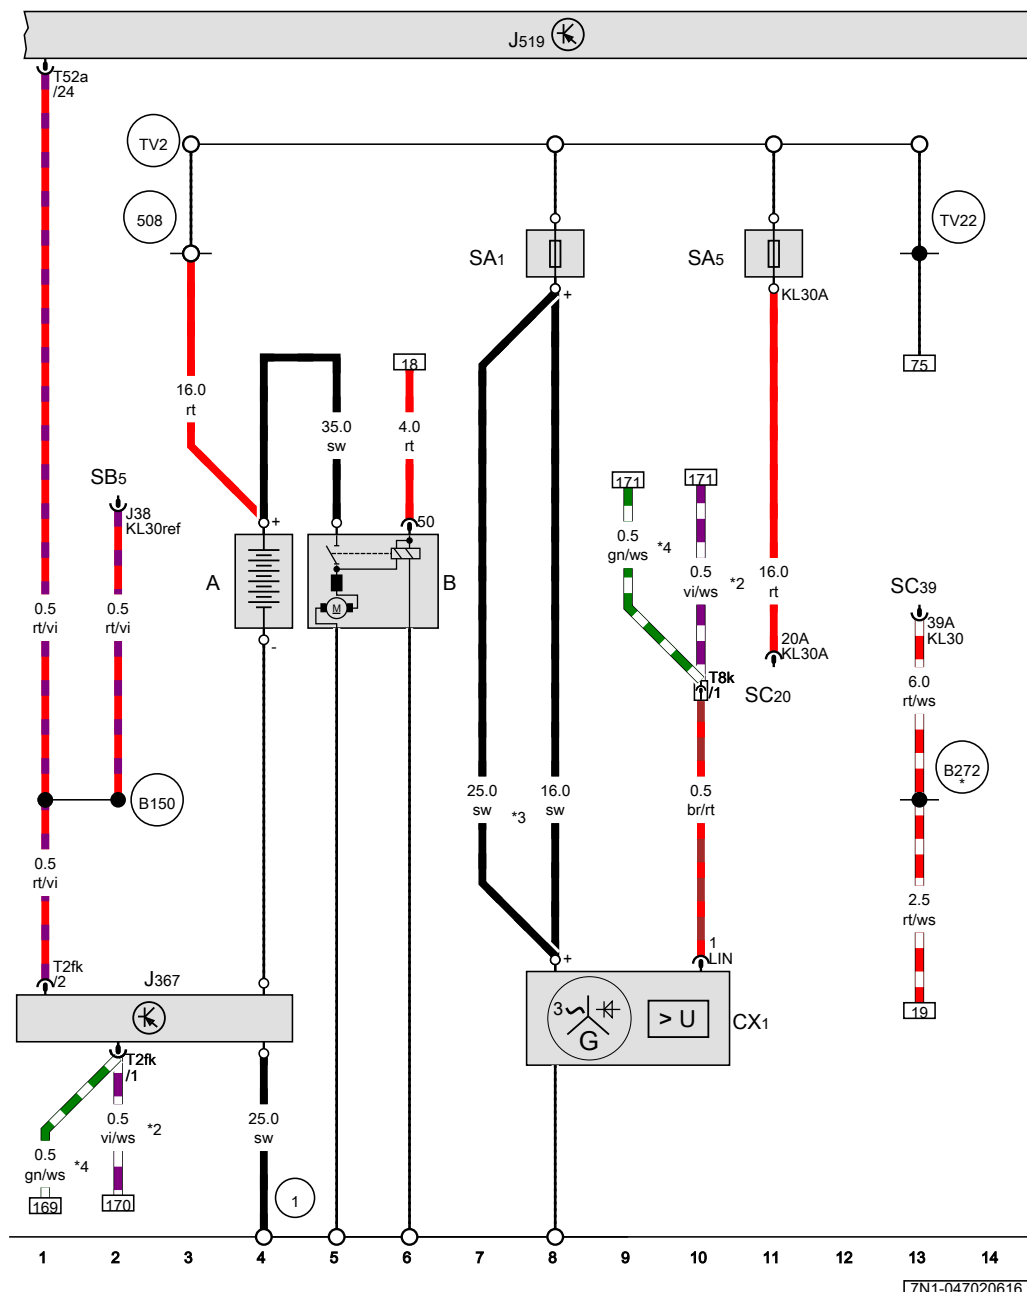 J519
T52a
/24
TV2
508
TV22
SA1
SA5
+
KL30A
18
75
16.0
rt
35.0
sw
4.0
rt
SB5
J38
KL30ref
171
171
+
50
0.5
gn/ws
*4
0.5
vi/ws
*2
16.0
rt
A
B
M
SC39
39A
KL30
0.5
rt/vi
0.5
rt/vi
-
20A
KL30A
T8k
/1
SC20
6.0
rt/ws
B150
25.0
sw
*3
16.0
sw
0.5
br/rt
B272
*
0.5
rt/vi
2.5
rt/ws
T2fk
/2
J367
+
1
LIN
3
G
> U
CX1
19
T2fk
/1
0.5
vi/ws
*2
0.5
gn/ws
*4
25.0
sw
169
170
1
1 2 3 4 5 6 7 8 9 10 11 12 13 14
7N1-047020616